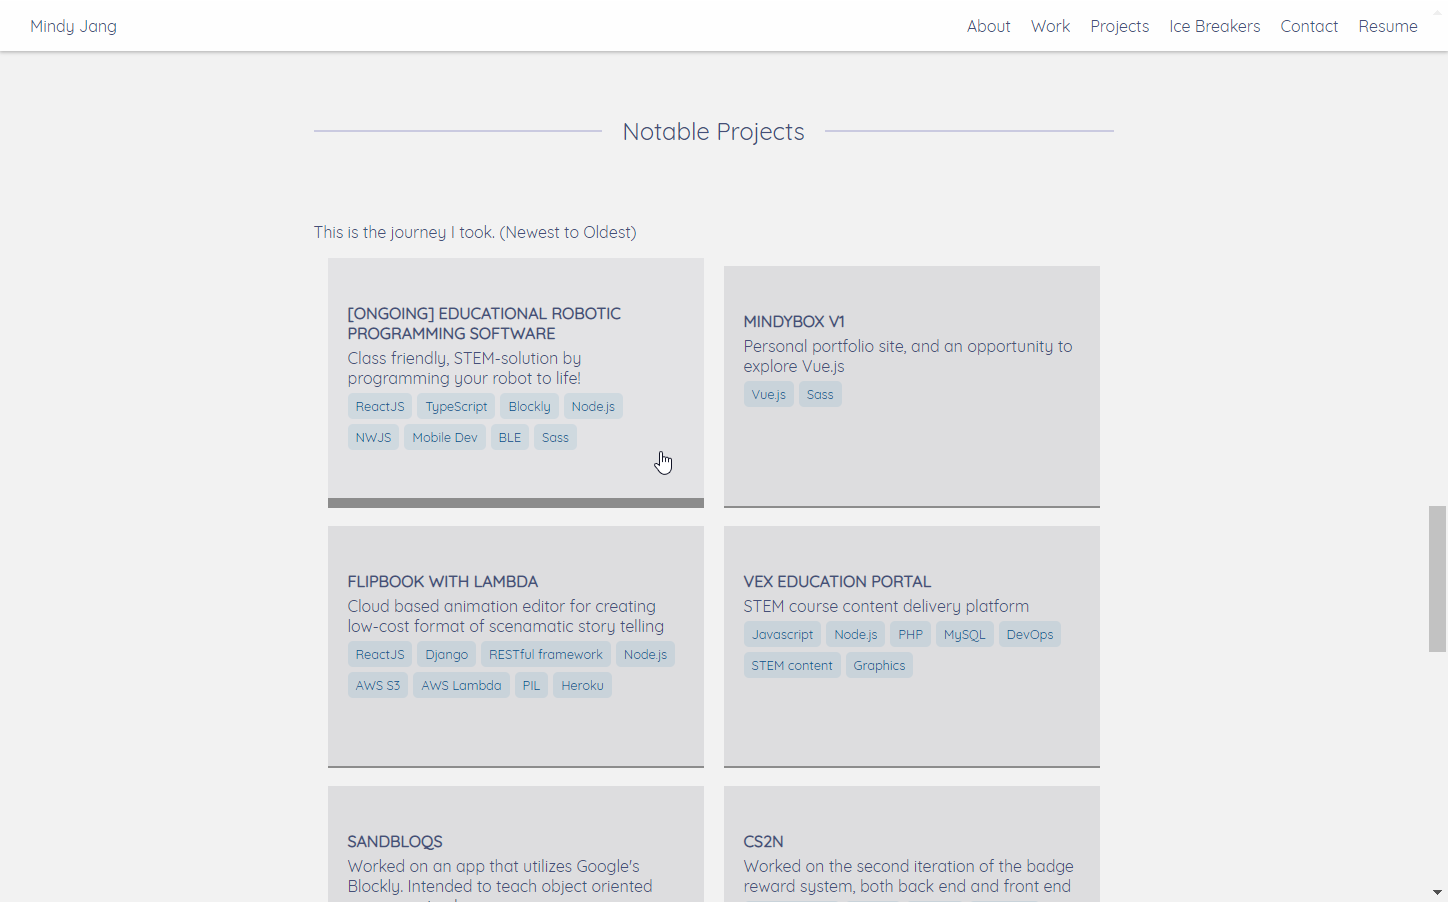 Mindy Jang
About Work Projects Ice Breakers Contact Resume
Notable Projects
This is the journey I took. (Newest to Oldest)
[ONGOING] EDUCATIONAL ROBOTIC
PROGRAMMING SOFTWARE
Class friendly, STEM-solution by
programming your robot to life!
ReactJS TypeScript Blockly Node.js
NWJS Mobile Dev BLE Sass
MINDYBOX V1
Personal portfolio site, and an opportunity to
explore Vue.js
Vue.js Sass
FLIPBOOK WITH LAMBDA
Cloud based animation editor for creating
low-cost format of scenamatic story telling
ReactJS Django RESTful framework Node.js
AWS S3 AWS Lambda PIL Heroku
VEX EDUCATION PORTAL
STEM course content delivery platform
Javascript Node.js PHP MySQL DevOps
STEM content Graphics
SANDBLOQS
Worked on an app that utilizes Google's
Blockly. Intended to teach object oriented
CS2N
Worked on the second iteration of the badge
reward system, both back end and front end